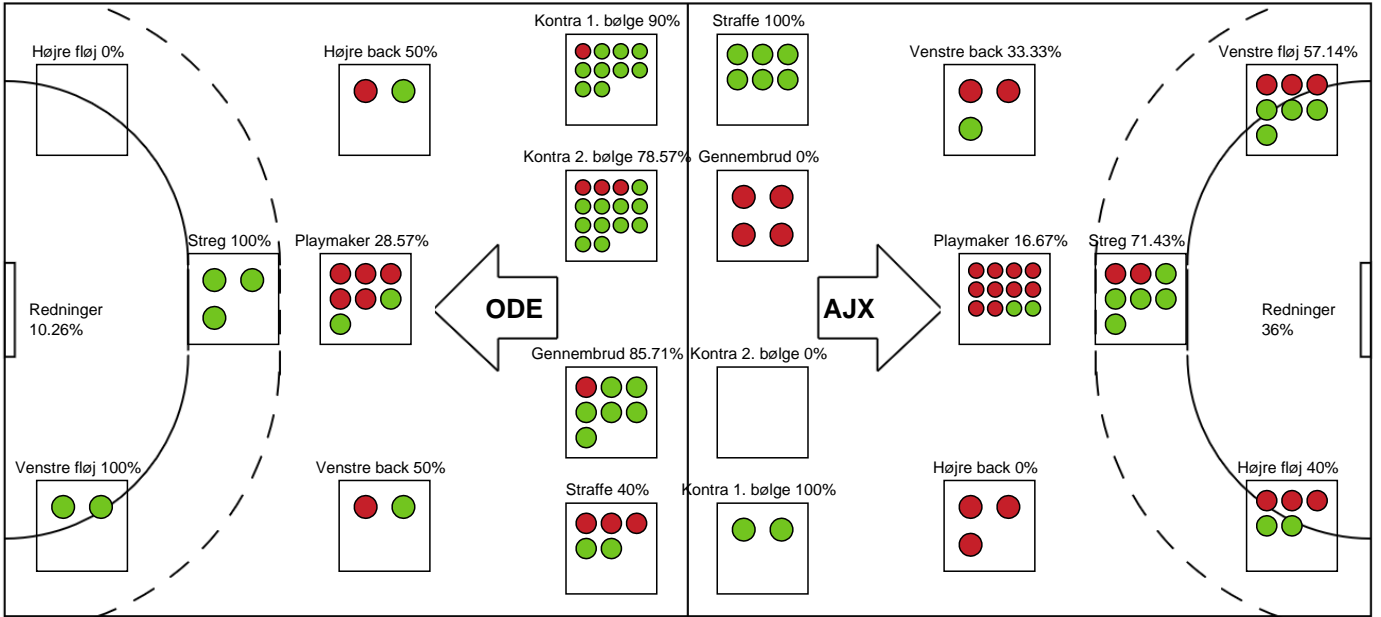 Kontra 1. bølge 90%
Straffe 100%
Højre fløj 0%
Højre back 50%
Venstre back 33.33%
Venstre fløj 57.14%
Kontra 2. bølge 78.57%
Gennembrud 0%
Streg 100%
Playmaker 28.57%
Playmaker 16.67%
Streg 71.43%
Redninger
10.26%
ODE
AJX
Redninger
36%
Gennembrud 85.71%
Kontra 2. bølge 0%
Venstre fløj 100%
Venstre back 50%
Højre back 0%
Højre fløj 40%
Straffe 40%
Kontra 1. bølge 100%